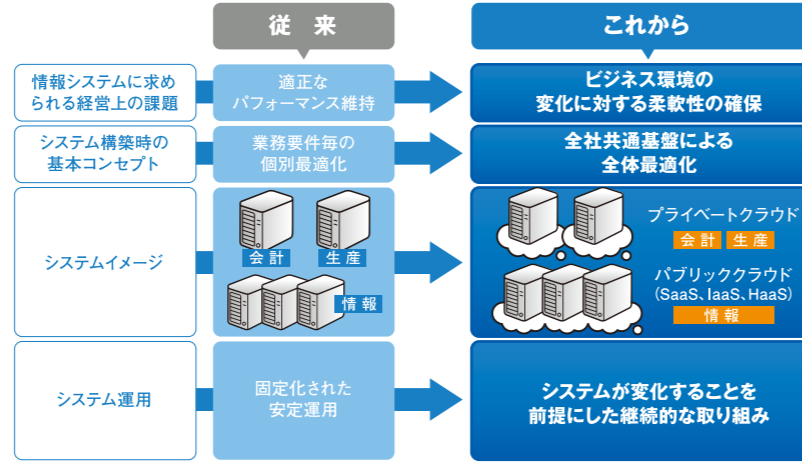 従 来
これから
情報システムに求め
られる経営上の課題
適正な
パフォーマンス維持
ビジネス環境の
変化に対する柔軟性の確保
システム構築時の
基本コンセプト
業務要件毎の
個別最適化
全社共通基盤による
全体最適化
システムイメージ
会 計
生 産
情 報
プライベートクラウド
会 計
生 産
パブリッククラウド
(SaaS、IaaS、HaaS)
情 報
システム運用
固定化された
安定運用
システムが変化することを
前提にした継続的な取り組み